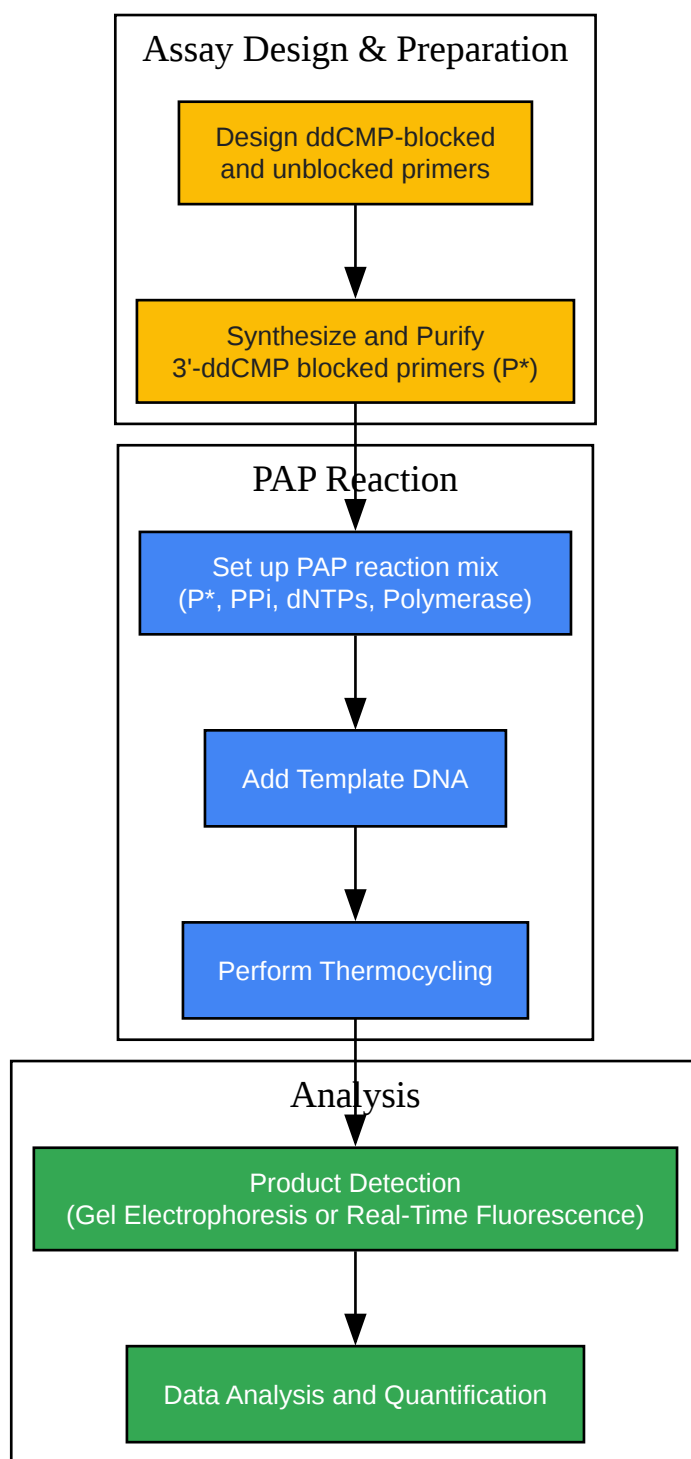 Assay Design & Preparation
Design ddCMP-blocked
and unblocked primers
Synthesize and Purify
3'-ddCMP blocked primers (P*)
PAP Reaction
Set up PAP reaction mix
(P*, PPi, dNTPs, Polymerase)
Add Template DNA
Perform Thermocycling
Analysis
Product Detection
(Gel Electrophoresis or Real-Time Fluorescence)
Data Analysis and Quantification